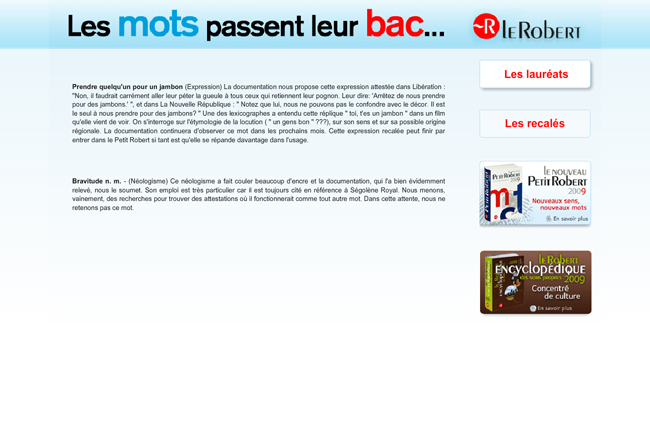 Les mots passent leur bac...
~R leRobert
Les lauréats
Les recalés
Prendre quelqu'un pour un jambon (Expression) La documentation nous propose cette expression attestée dans Libération :
"Non, il faudrait carrément aller leur péter la gueule à tous ceux qui retiennent leur pognon. Leur dire: 'Arrêtez de nous prendre
pour des jambons.' ", et dans La Nouvelle République : " Notez que lui, nous ne pouvons pas le confondre avec le décor. Il est
le seul à nous prendre pour des jambons? " Une des lexicographes a entendu cette réplique " toi, t'es un jambon " dans un film
qu'elle vient de voir. On s'interroge sur l'étymologie de la locution ( " un gens bon " ???), sur son sens et sur sa possible origine
régionale. La documentation continuera d'observer ce mot dans les prochains mois. Cette expression recalée peut finir par
entrer dans le Petit Robert si tant est qu'elle se répande davantage dans l'usage.
Bravitude n. m. - (Néologisme) Ce néologisme a fait couler beaucoup d'encre et la documentation, qui l'a bien évidemment
relevé, nous le soumet. Son emploi est très particulier car il est toujours cité en référence à Ségolène Royal. Nous menons,
vainement, des recherches pour trouver des attestations où il fonctionnerait comme tout autre mot. Dans cette attente, nous ne
retenons pas ce mot.
LE NOUVEAU
PETIT ROBERT
2009
Nouveaux sens,
nouveaux mots
En savoir plus
leRobert
ENCYCLOPÉDIQUE
des noms propres 2009
Concentré
de culture
En savoir plus